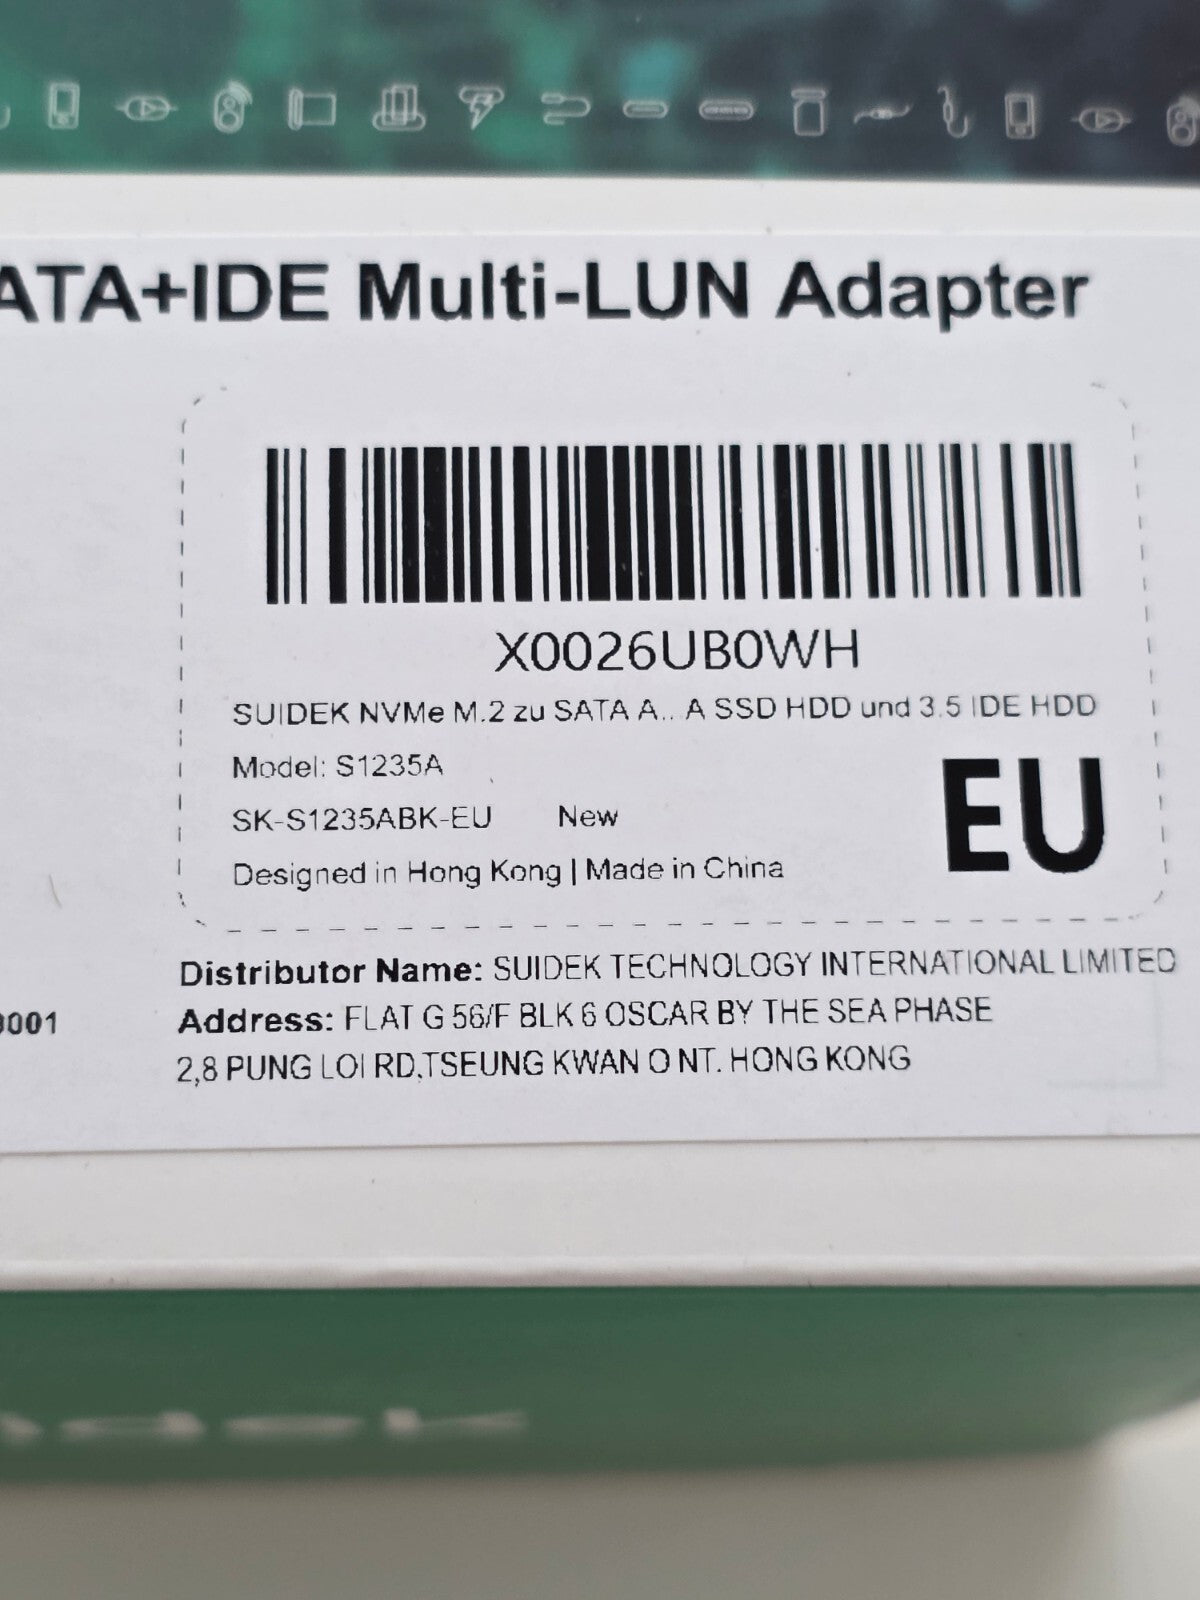 ATA+IDE Multi-LUN Adapter
X0026UB0WH
SUIDEK NVMe M.2 zu SATA A... A SSD HDD und 3.5 IDE HDD
Model: S1235A
SK-S1235ABK-EU New
EU
Designed in Hong Kong | Made in China
Distributor Name: SUIDEK TECHNOLOGY INTERNATIONAL LIMITED
0001
Address: FLAT G 56/F BLK 6 OSCAR BY THE SEA PHASE
2,8 PUNG LOI RD,TSEUNG KWAN O NT. HONG KONG